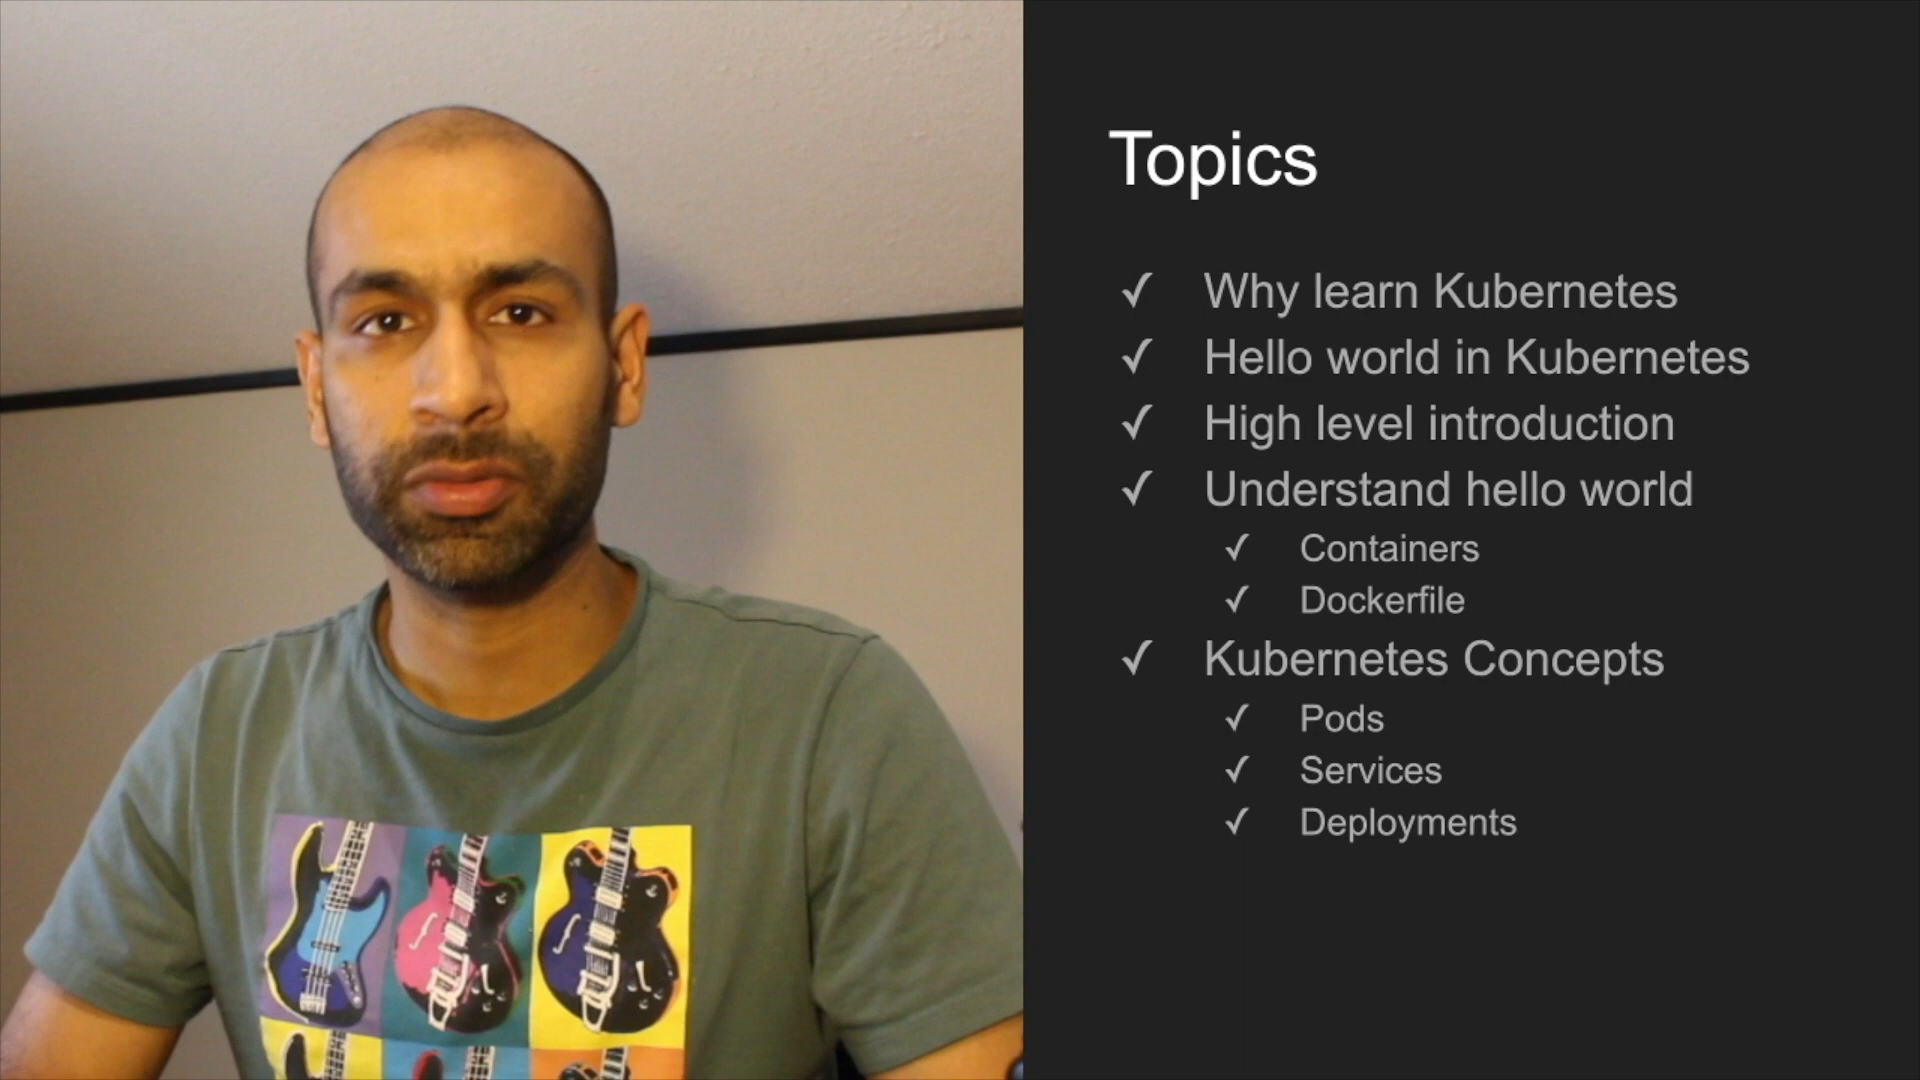 Topics
✓ Why learn Kubernetes
✓ Hello world in Kubernetes
✓ High level introduction
✓ Understand hello world
✓ Containers
✓ Dockerfile
✓ Kubernetes Concepts
✓ Pods
✓ Services
✓ Deployments